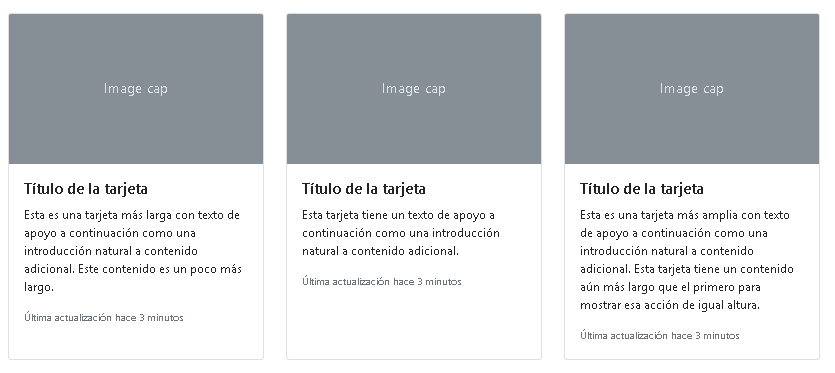 Image cap
Título de la tarjeta
Esta es una tarjeta más larga con texto de
apoyo a continuación como una
introducción natural a contenido
adicional. Este contenido es un poco más
largo.
Última actualización hace 3 minutos
Image cap
Título de la tarjeta
Esta tarjeta tiene un texto de apoyo a
continuación como una introducción
natural a contenido adicional.
Última actualización hace 3 minutos
Image cap
Título de la tarjeta
Esta es una tarjeta más amplia con texto
de apoyo a continuación como una
introducción natural a contenido
adicional. Esta tarjeta tiene un contenido
aún más largo que el primero para
mostrar esa acción de igual altura.
Última actualización hace 3 minutos